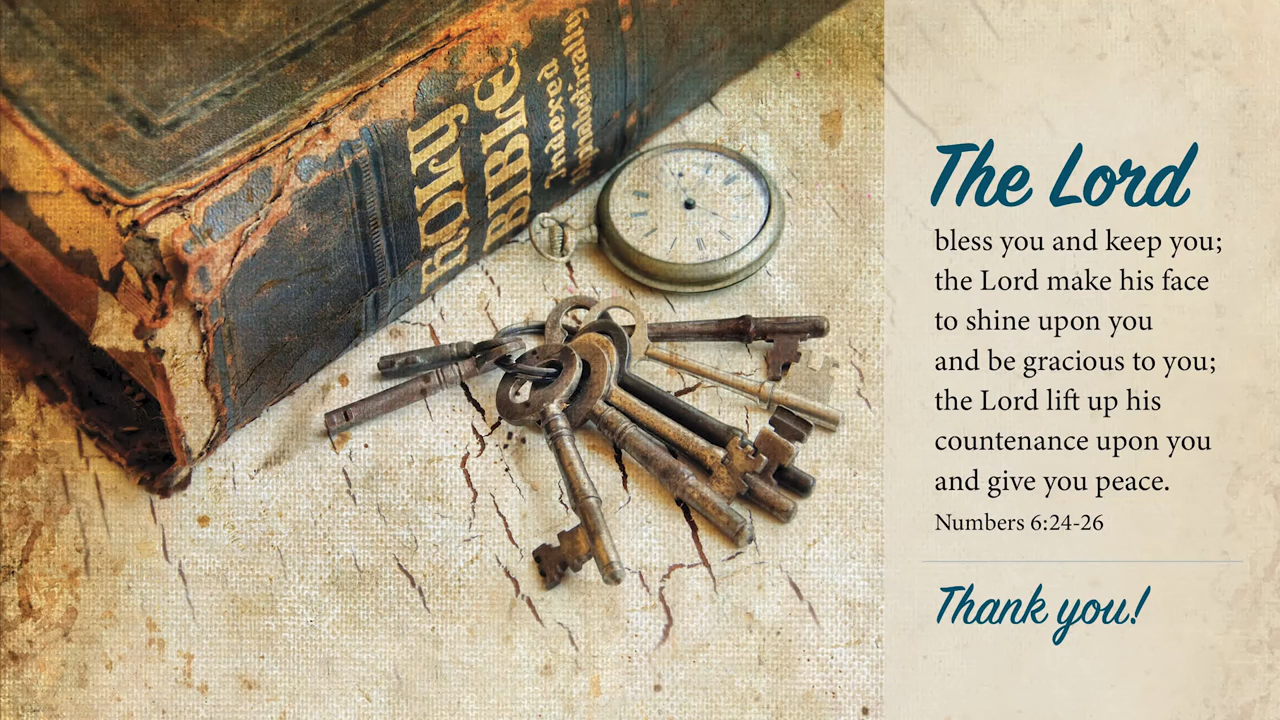 HOLY
BIBLE
Indexed
Alphabetically
The Lord
bless you and keep you;
the Lord make his face
to shine upon you
and be gracious to you;
the Lord lift up his
countenance upon you
and give you peace.
Numbers 6:24-26
Thank you!